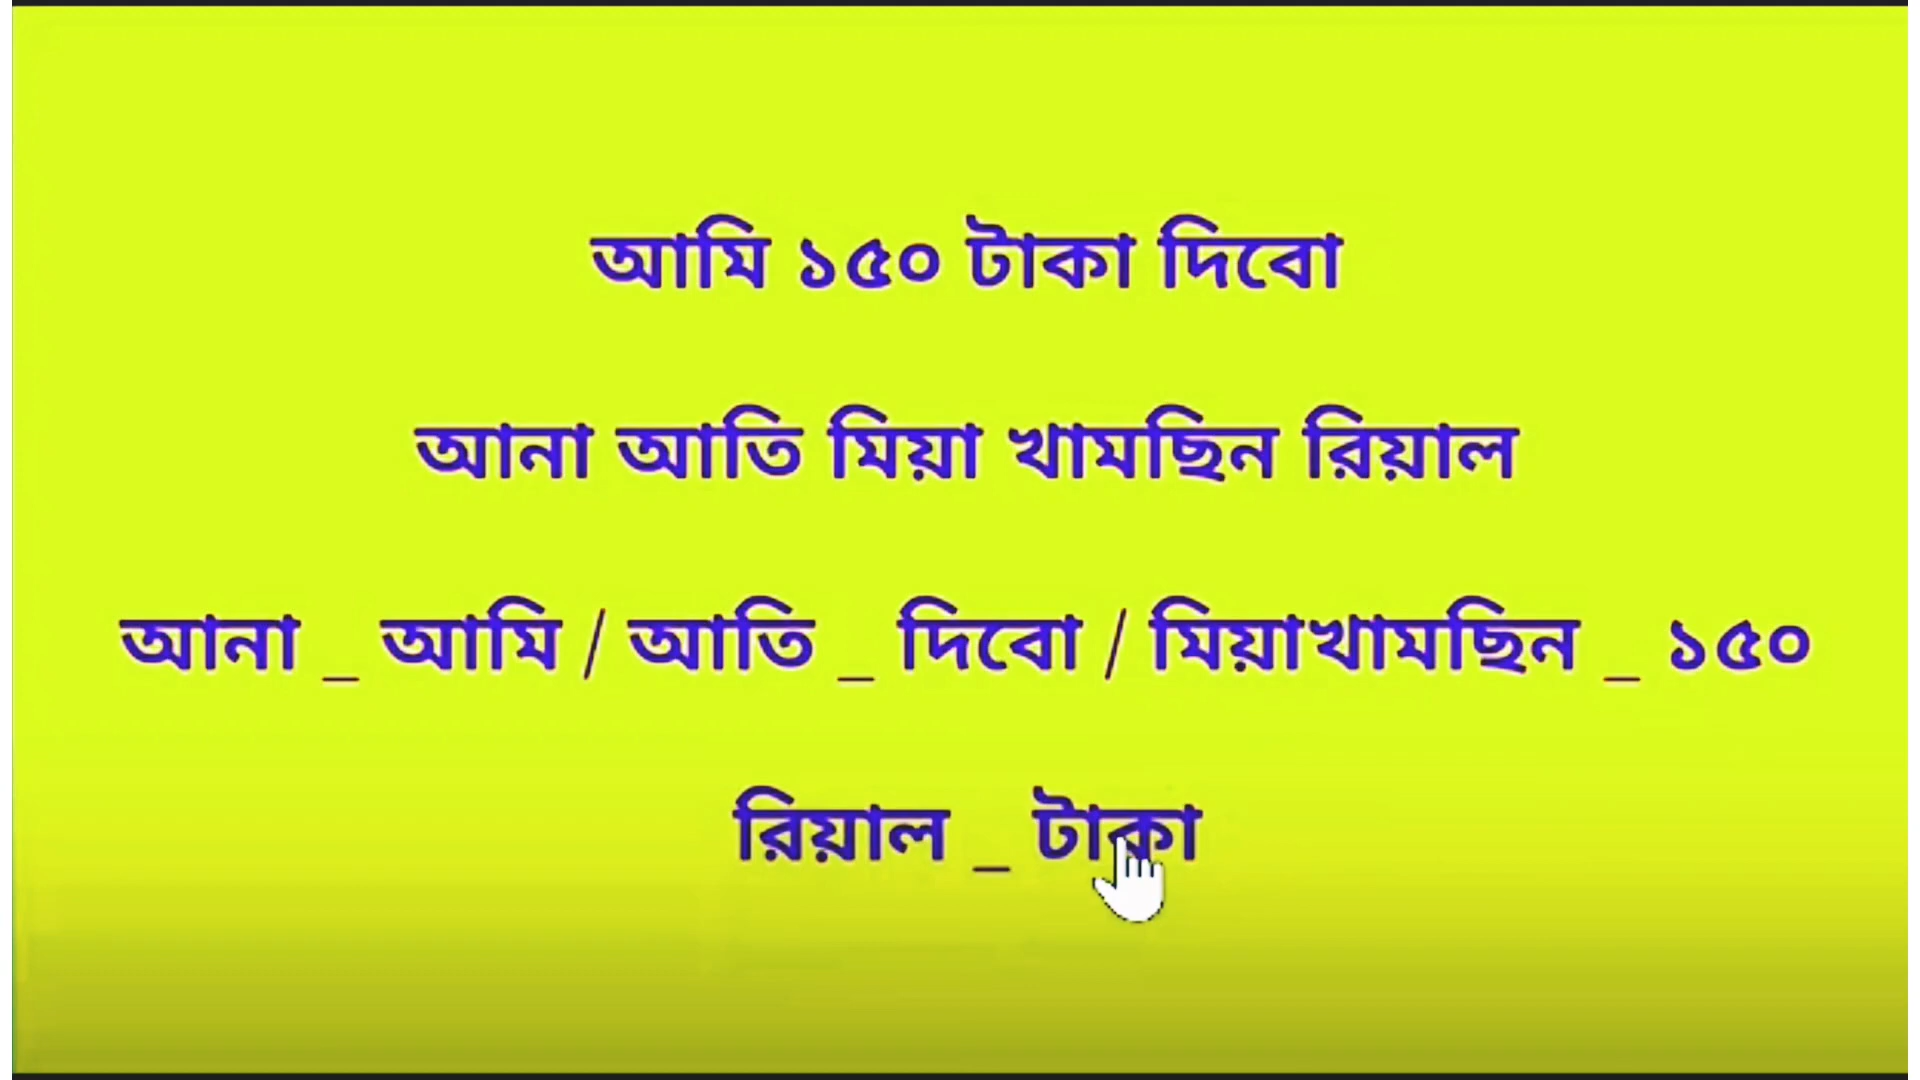 আমি ১৫০ টাকা দিবো
আনা আতি মিয়া খামছিন রিয়াল
আনা _ আমি / আতি _ দিবো / মিয়াখামছিন _ ১৫০
রিয়াল _ টাকা